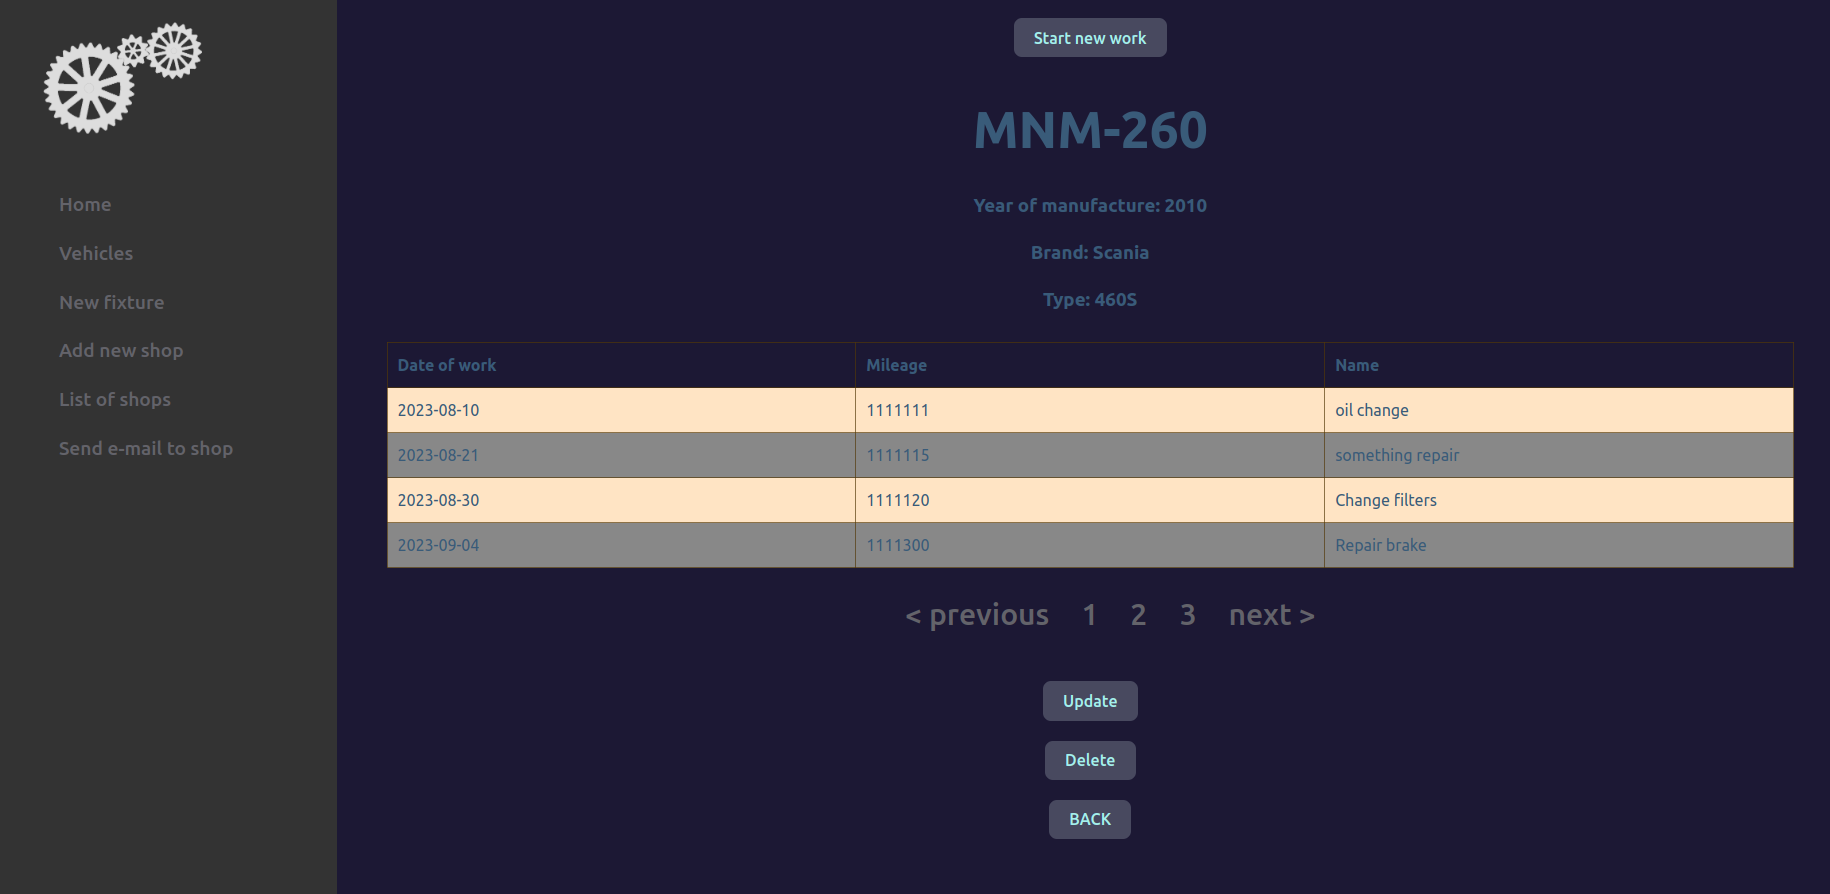 Start new work
MNM-260
Home
Vehicles
New fixture
Add new shop
List of shops
Send e-mail to shop
Year of manufacture: 2010
Brand: Scania
Type: 460S
Date of work Mileage Name
2023-08-10 1111111 oil change
2023-08-21 1111115 something repair
2023-08-30 1111120 Change filters
2023-09-04 1111300 Repair brake
< previous 1 2 3 next >
Update
Delete
BACK